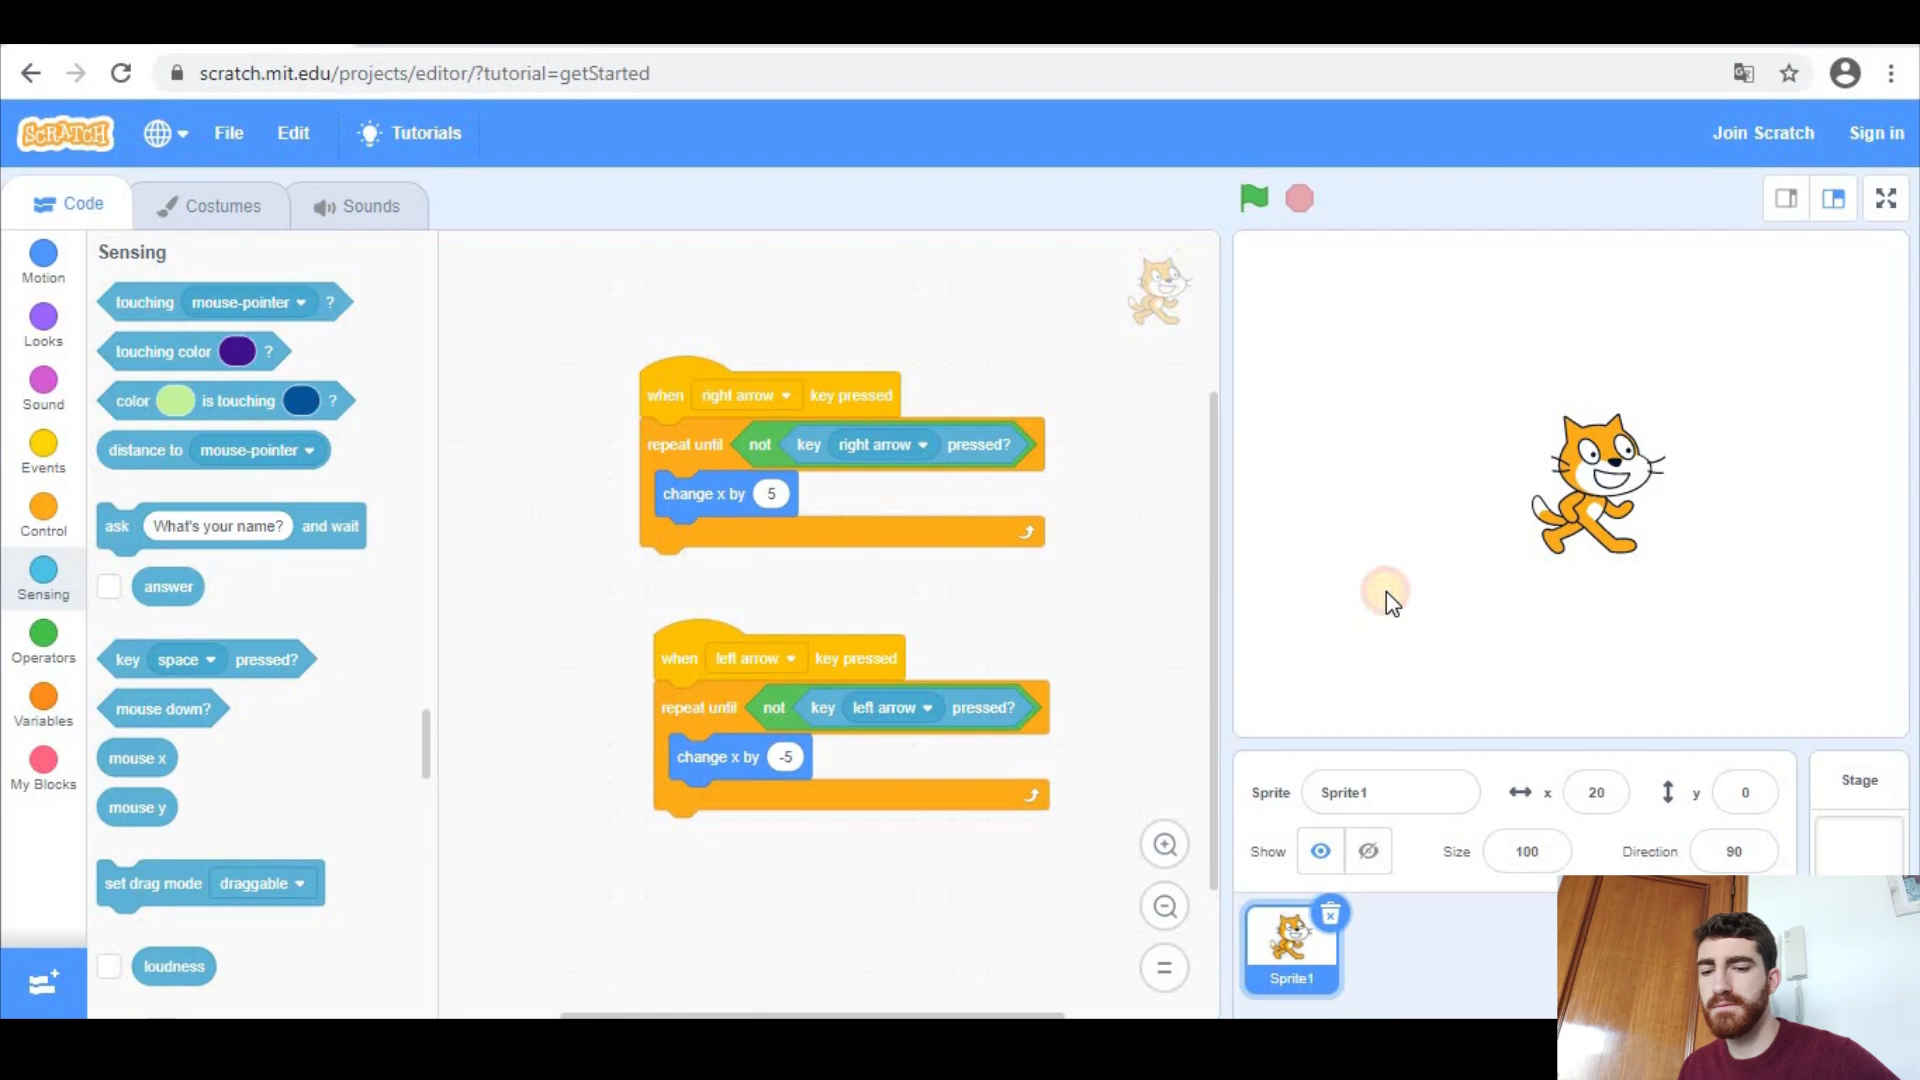 scratch.mit.edu/projects/editor/?tutorial=getStarted
SCRATCH File Edit Tutorials Join Scratch Sign in
Code Costumes Sounds
Motion
Looks
Sound
Events
Control
Sensing
Operators
Variables
My Blocks
Sensing
touching mouse-pointer ?
touching color ?
color is touching ?
distance to mouse-pointer
ask What's your name? and wait
answer
key space pressed?
mouse down?
mouse x
mouse y
set drag mode draggable
loudness
when right arrow key pressed
repeat until not key right arrow pressed?
change x by 5
when left arrow key pressed
repeat until not key left arrow pressed?
change x by -5
Sprite Sprite1 x 20 y 0
Show Size 100 Direction 90
Sprite1
Stage